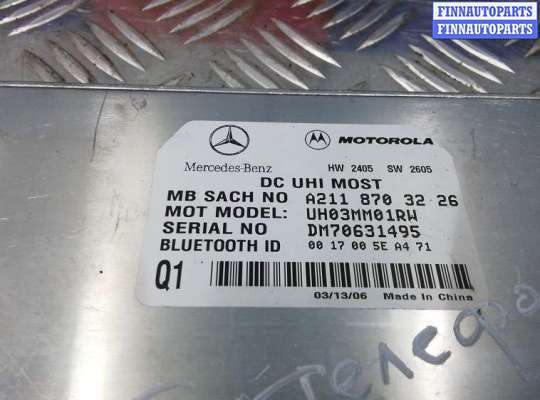 FINNAUTOPARTS
FINNAUTOPARTS
Mercedes-Benz
MOTOROLA
HW 2405 SW 2605
DC UHI MOST
MB SACH NO A211 870 32 26
MOT MODEL: UH03MM01RW
SERIAL NO DM70631495
BLUETOOTH ID 00 17 00 5E A4 71
Q1
03/13/06 Made In China
Телефо